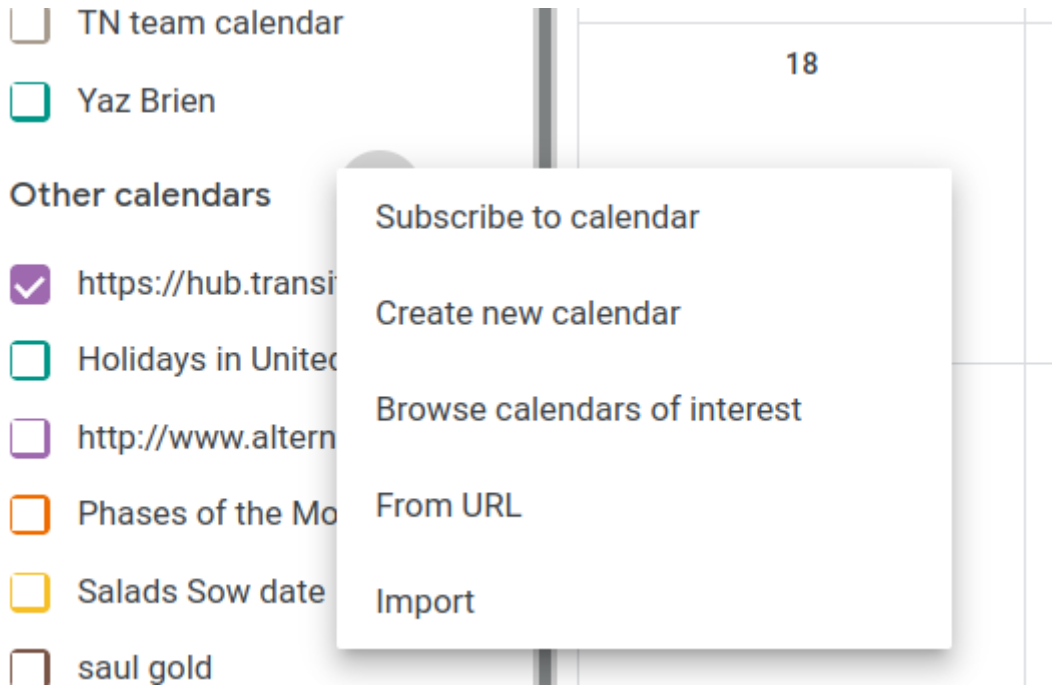 TN team calendar
Yaz Brien
Other calendars
https://hub.transi
Holidays in United
http://www.altern
Phases of the Mo
Salads Sow date
saul gold
Subscribe to calendar
Create new calendar
Browse calendars of interest
From URL
Import
18